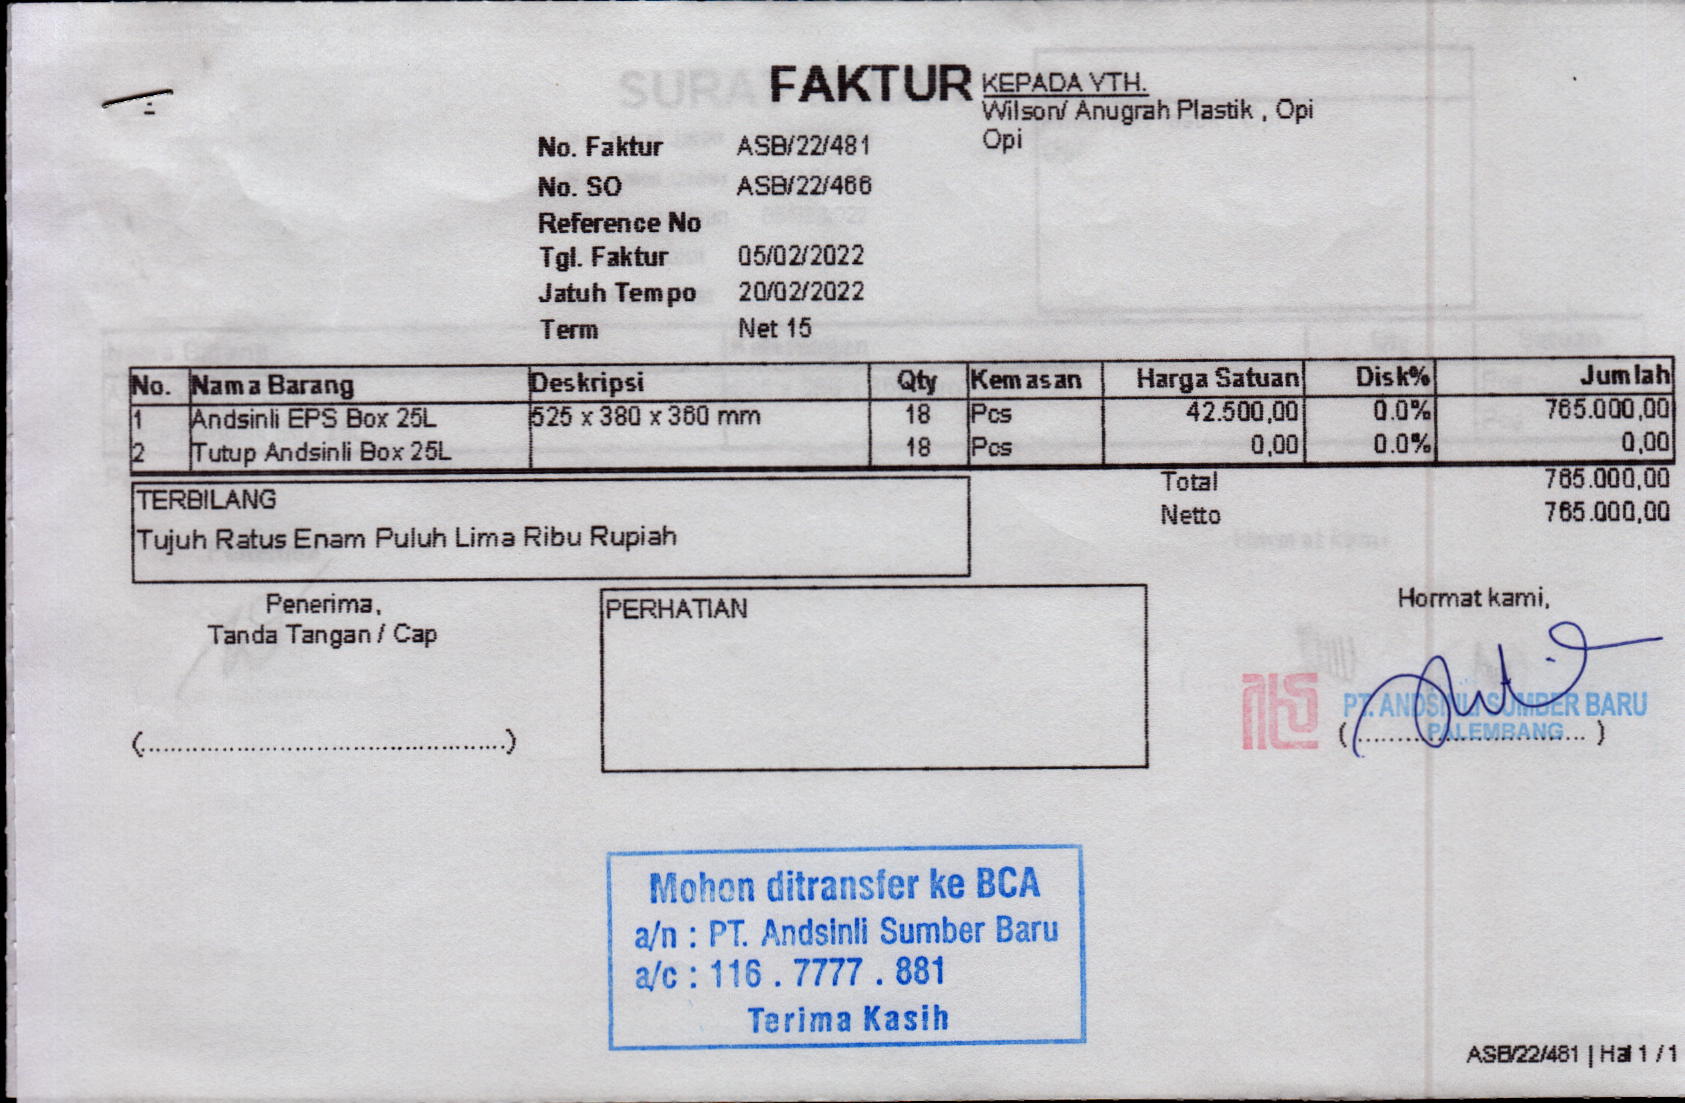 FAKTUR
KEPADA YTH.
Wilson/ Anugrah Plastik , Opi
Opi
No. Faktur ASB/22/481
No. SO ASB/22/466
Reference No
Tgl. Faktur 05/02/2022
Jatuh Tempo 20/02/2022
Term Net 15
No. Nama Barang Deskripsi Qty Kemasan Harga Satuan Disk% Jumlah
1 Andsinli EPS Box 25L 525 x 380 x 360 mm 18 Pcs 42.500,00 0.0% 765.000,00
2 Tutup Andsinli Box 25L 18 Pcs 0,00 0.0% 0,00
Total 765.000,00
Netto 765.000,00
TERBILANG
Tujuh Ratus Enam Puluh Lima Ribu Rupiah
Penerima,
Tanda Tangan / Cap
(................................................)
PERHATIAN
Hormat kami,
PT. ANDSINLI SUMBER BARU
PALEMBANG
(................................)
Mohon ditransfer ke BCA
a/n : PT. Andsinli Sumber Baru
a/c : 116 . 7777 . 881
Terima Kasih
ASB/22/481 | Hal 1 / 1